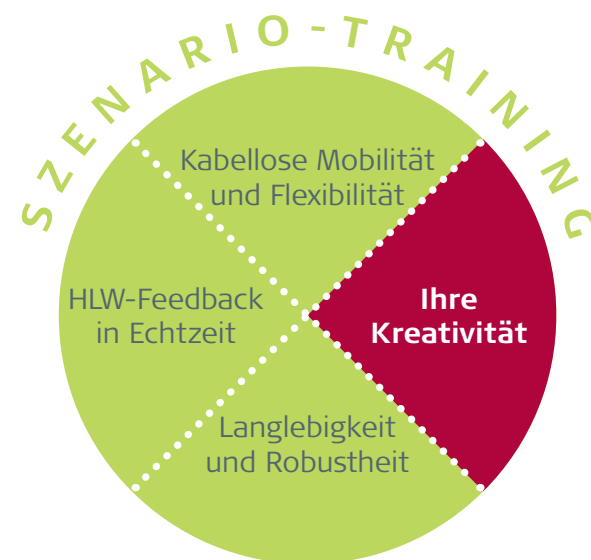 SZENARIO-TRAINING
Kabellose Mobilität
und Flexibilität
HLW-Feedback
in Echtzeit
Ihre
Kreativität
Langlebigkeit
und Robustheit